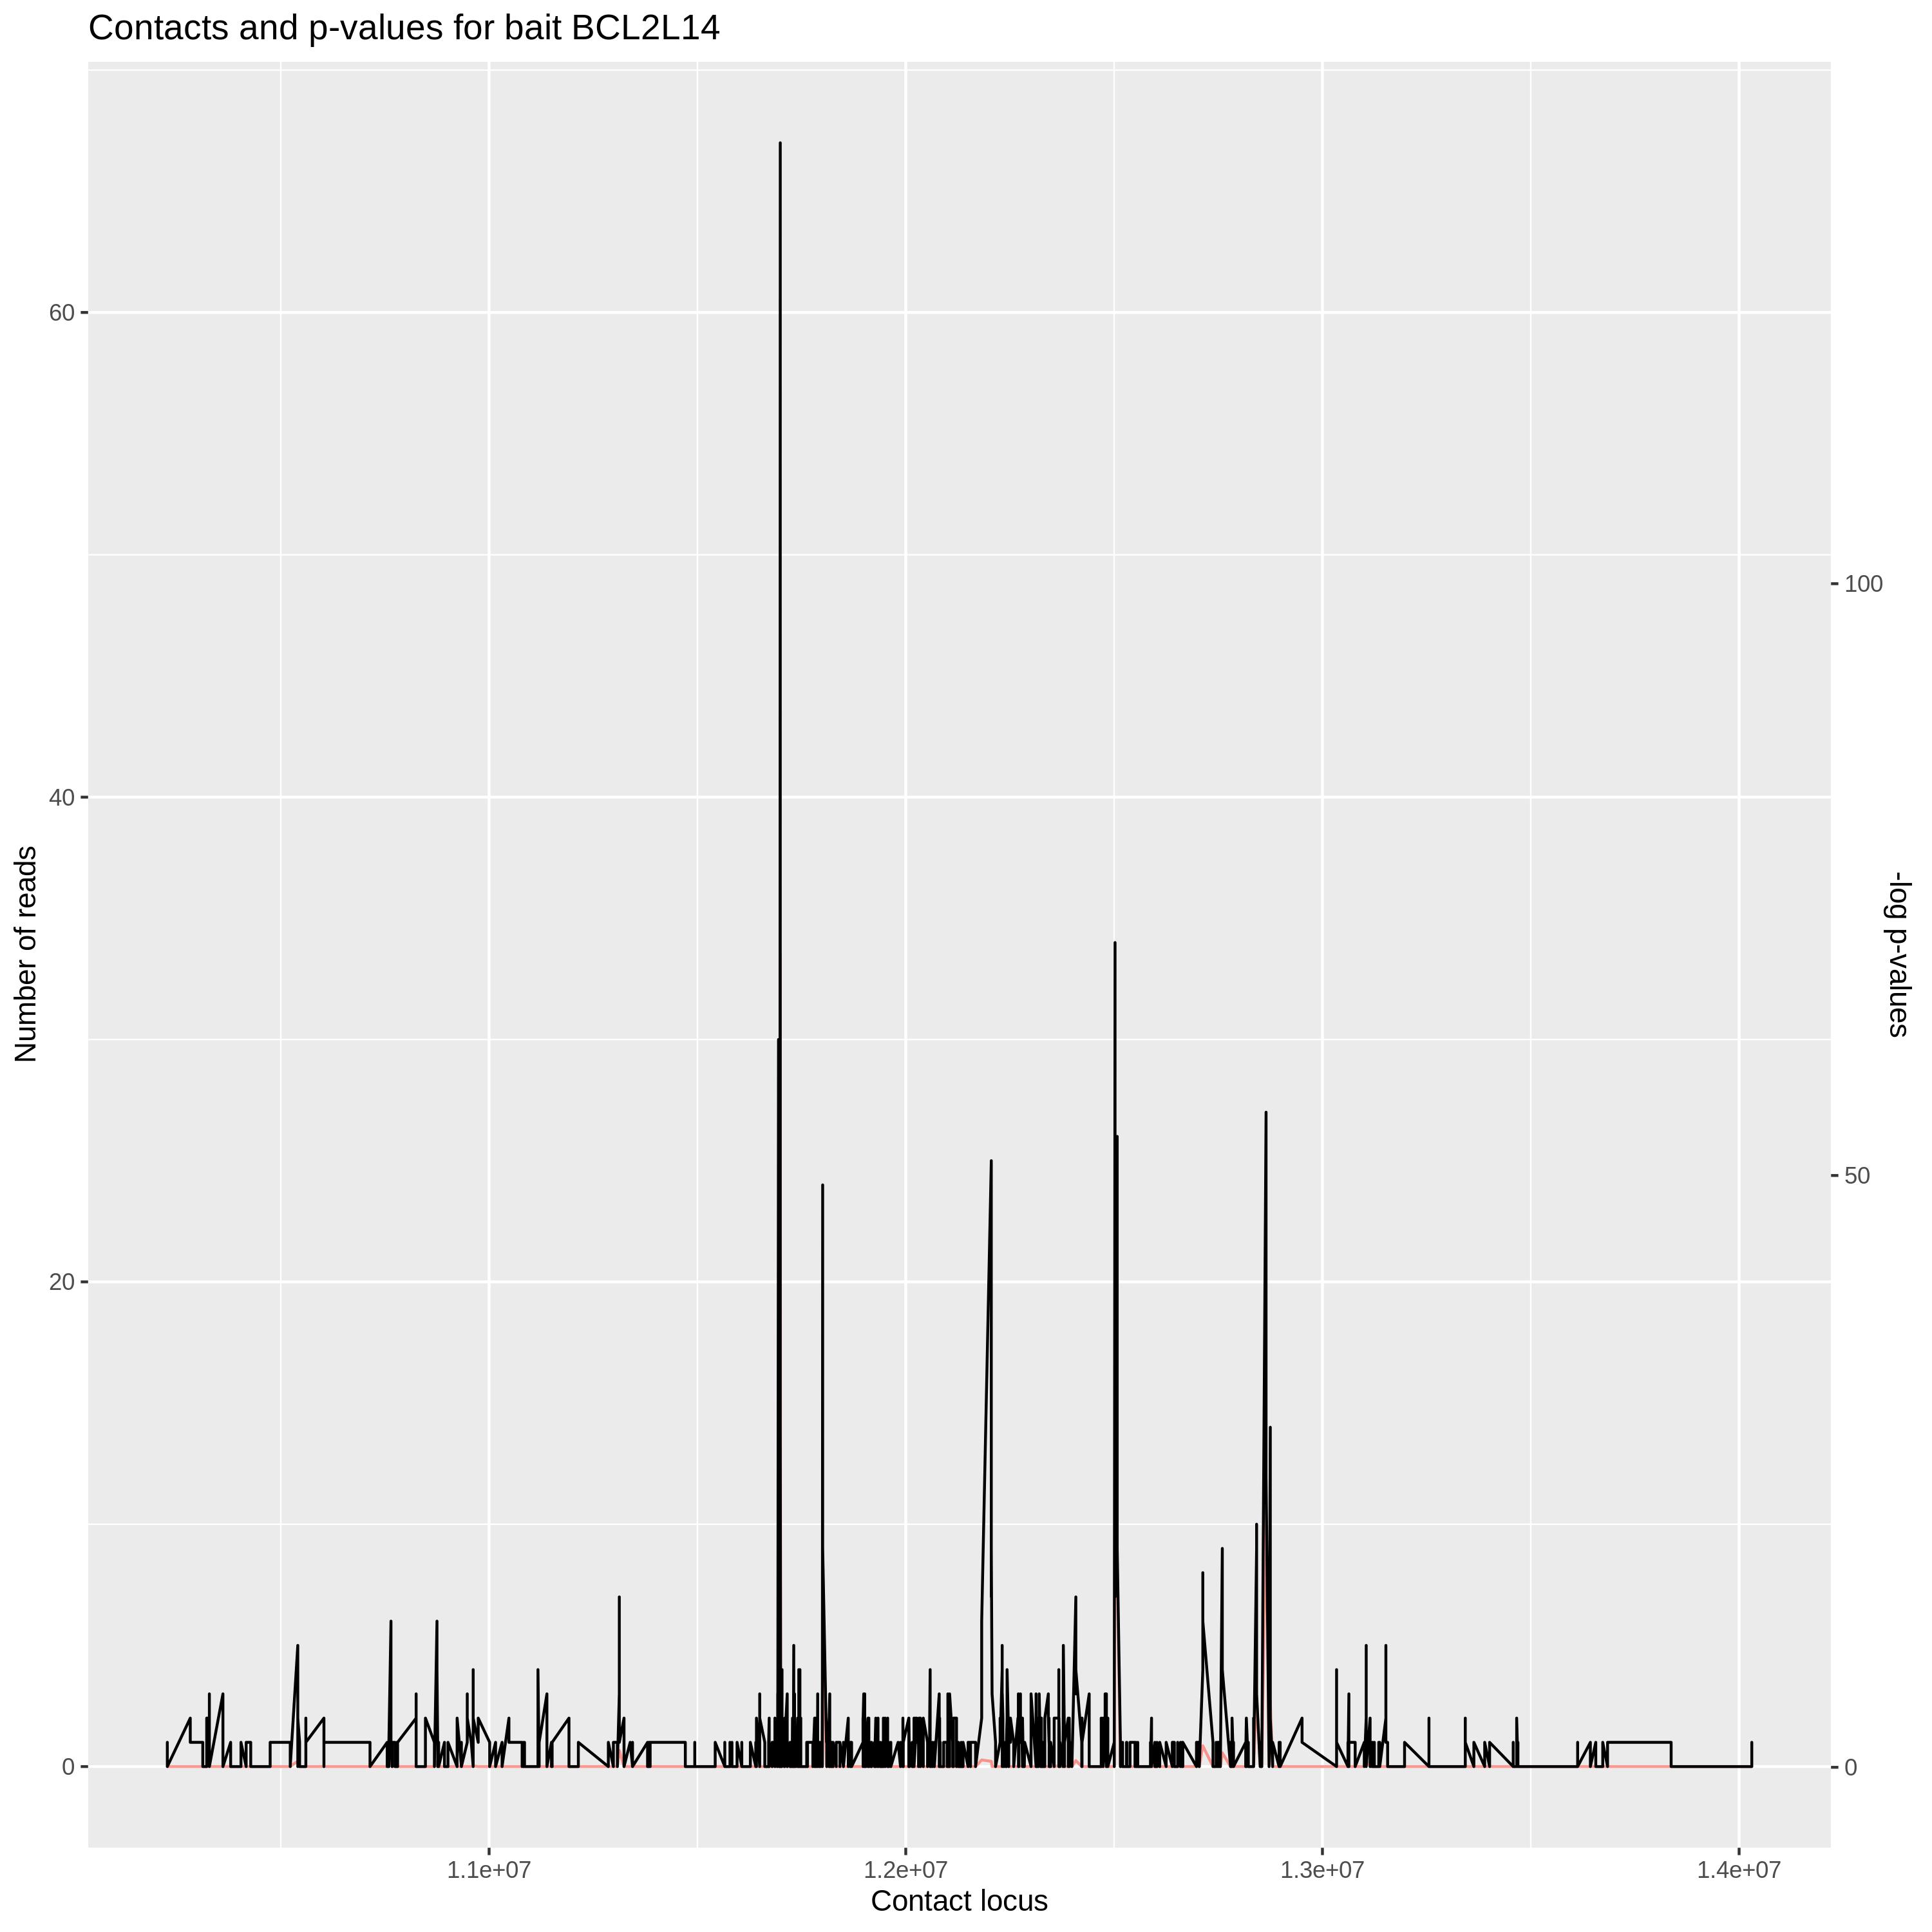 Contacts and p-values for bait BCL2L14
60
40
20
0
Number of reads
100
50
0
-log p-values
1.1e+07
1.2e+07
1.3e+07
1.4e+07
Contact locus